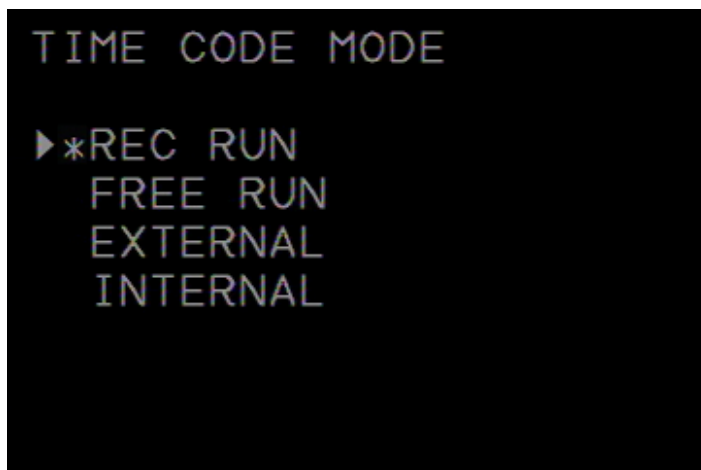 TIME CODE MODE
▶*REC RUN
FREE RUN
EXTERNAL
INTERNAL